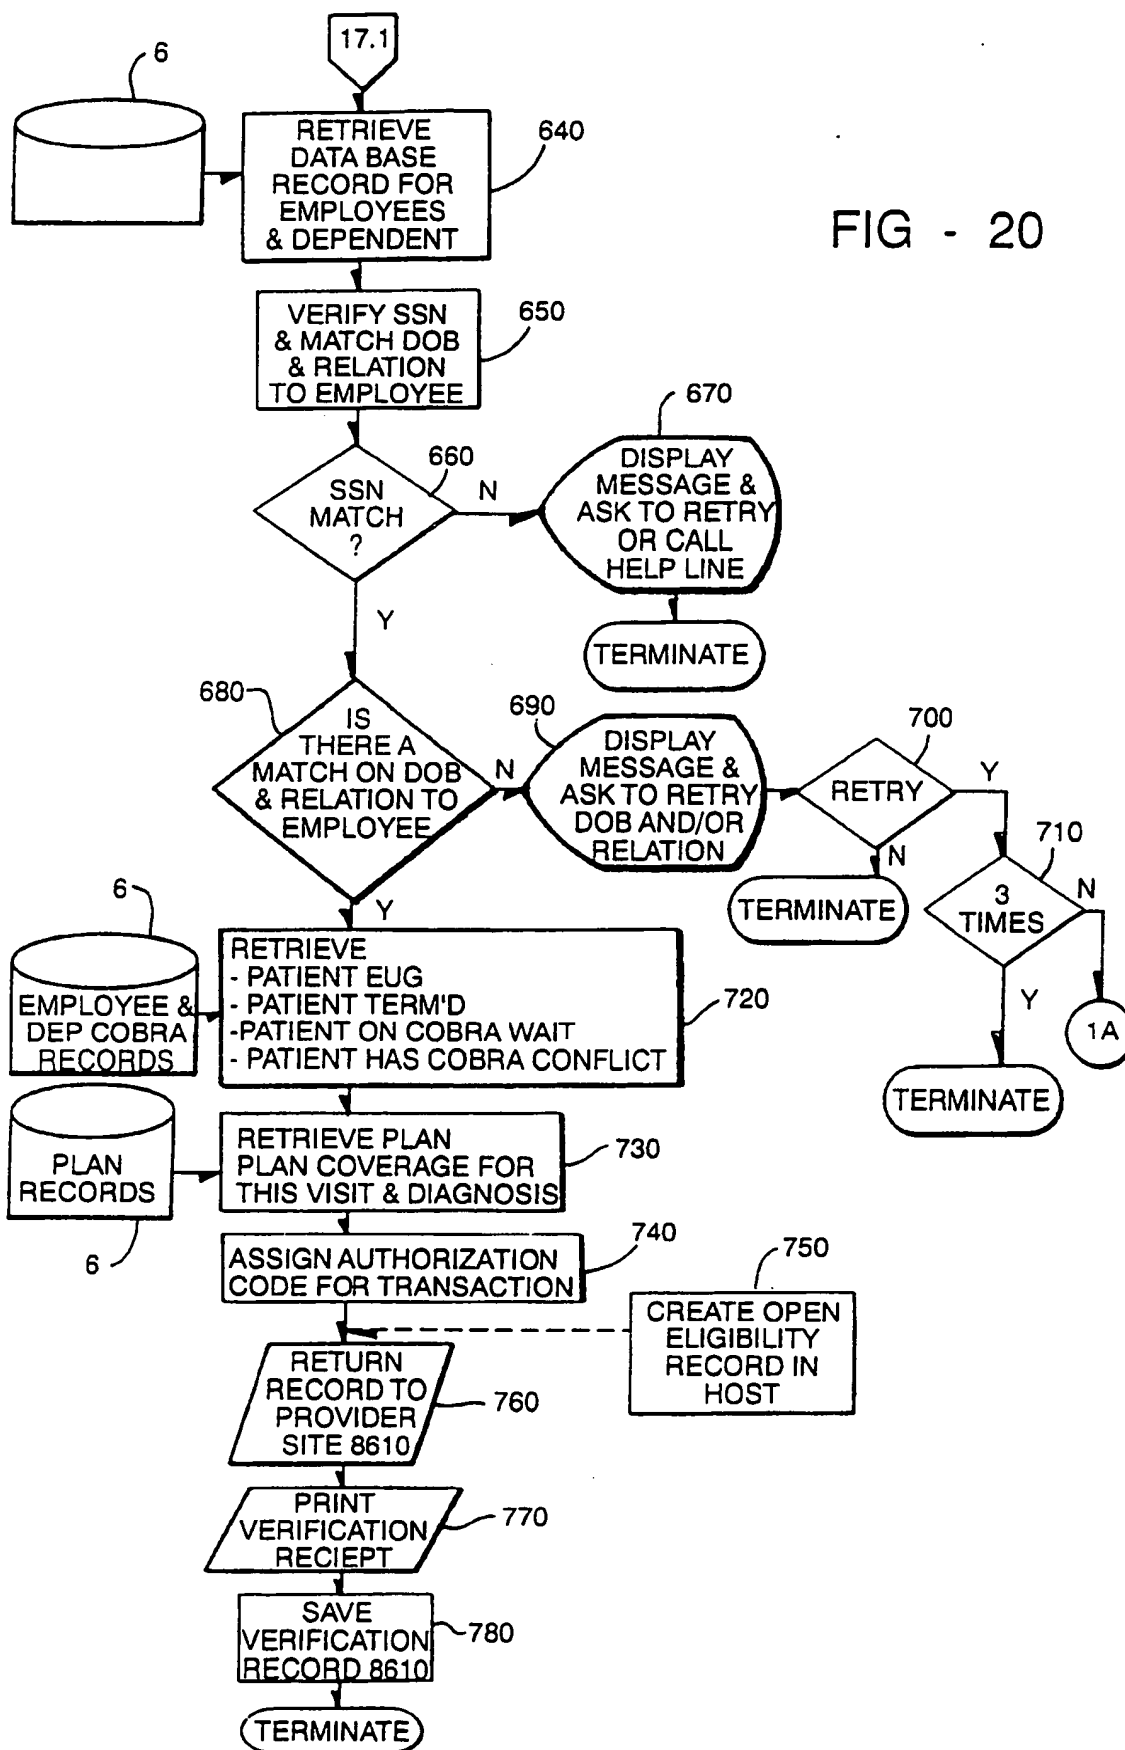 17.1
6
RETRIEVE
DATA BASE
RECORD FOR
EMPLOYEES
& DEPENDENT
640
FIG - 20
VERIFY SSN
& MATCH DOB
& RELATION
TO EMPLOYEE
650
SSN
MATCH
?
660
N
670
DISPLAY
MESSAGE &
ASK TO RETRY
OR CALL
HELP LINE
Y
TERMINATE
680
IS
THERE A
MATCH ON DOB
& RELATION TO
EMPLOYEE
N
690
DISPLAY
MESSAGE &
ASK TO RETRY
DOB AND/OR
RELATION
700
RETRY
Y
N
TERMINATE
710
3
TIMES
N
Y
1A
TERMINATE
Y
6
EMPLOYEE &
DEP COBRA
RECORDS
RETRIEVE
- PATIENT EUG
- PATIENT TERM'D
-PATIENT ON COBRA WAIT
- PATIENT HAS COBRA CONFLICT
720
PLAN
RECORDS
6
RETRIEVE PLAN
PLAN COVERAGE FOR
THIS VISIT & DIAGNOSIS
730
ASSIGN AUTHORIZATION
CODE FOR TRANSACTION
740
750
CREATE OPEN
ELIGIBILITY
RECORD IN
HOST
RETURN
RECORD TO
PROVIDER
SITE 8610
760
PRINT
VERIFICATION
RECIEPT
770
SAVE
VERIFICATION
RECORD 8610
780
TERMINATE